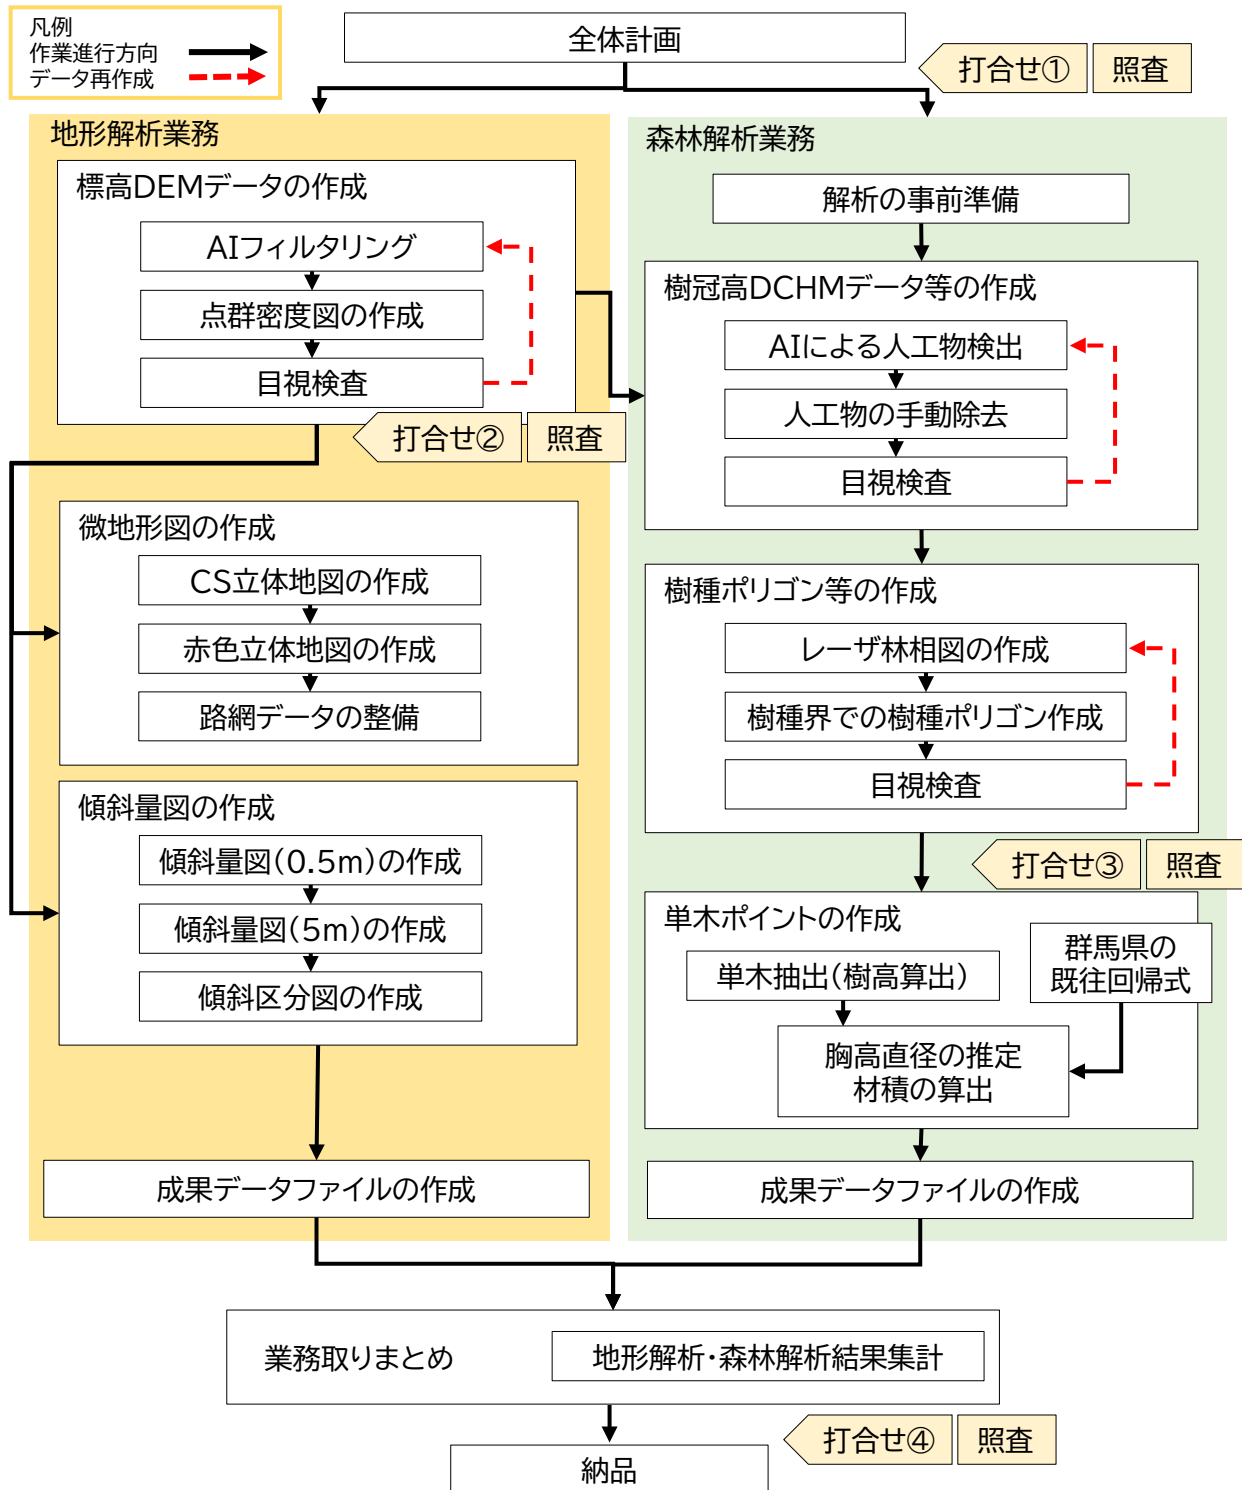 凡例
作業進行方向
データ再作成
全体計画
打合せ①
照査
地形解析業務
標高DEMデータの作成
AIフィルタリング
点群密度図の作成
目視検査
打合せ②
照査
微地形図の作成
CS立体地図の作成
赤色立体地図の作成
路網データの整備
傾斜量図の作成
傾斜量図(0.5m)の作成
傾斜量図(5m)の作成
傾斜区分図の作成
成果データファイルの作成
森林解析業務
解析の事前準備
樹冠高DCHMデータ等の作成
AIによる人工物検出
人工物の手動除去
目視検査
樹種ポリゴン等の作成
レーザ林相図の作成
樹種界での樹種ポリゴン作成
目視検査
打合せ③
照査
単木ポイントの作成
単木抽出(樹高算出)
群馬県の
既往回帰式
胸高直径の推定
材積の算出
成果データファイルの作成
業務取りまとめ
地形解析・森林解析結果集計
打合せ④
照査
納品